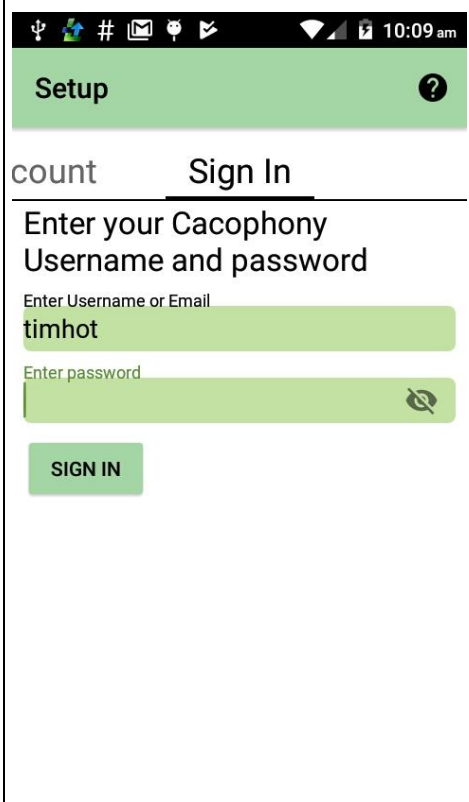 10:09 am
Setup
count
Sign In
Enter your Cacophony
Username and password
Enter Username or Email
timhot
Enter password
SIGN IN